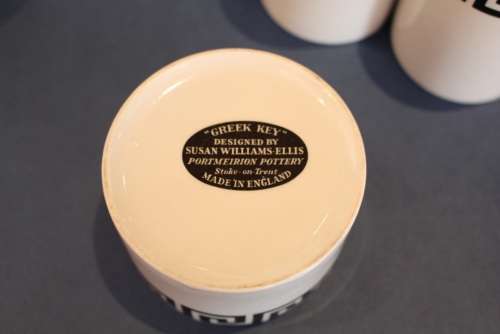 "GREEK KEY"
DESIGNED BY
SUSAN WILLIAMS-ELLIS
PORTMEIRION POTTERY
Stoke-on-Trent
MADE IN ENGLAND